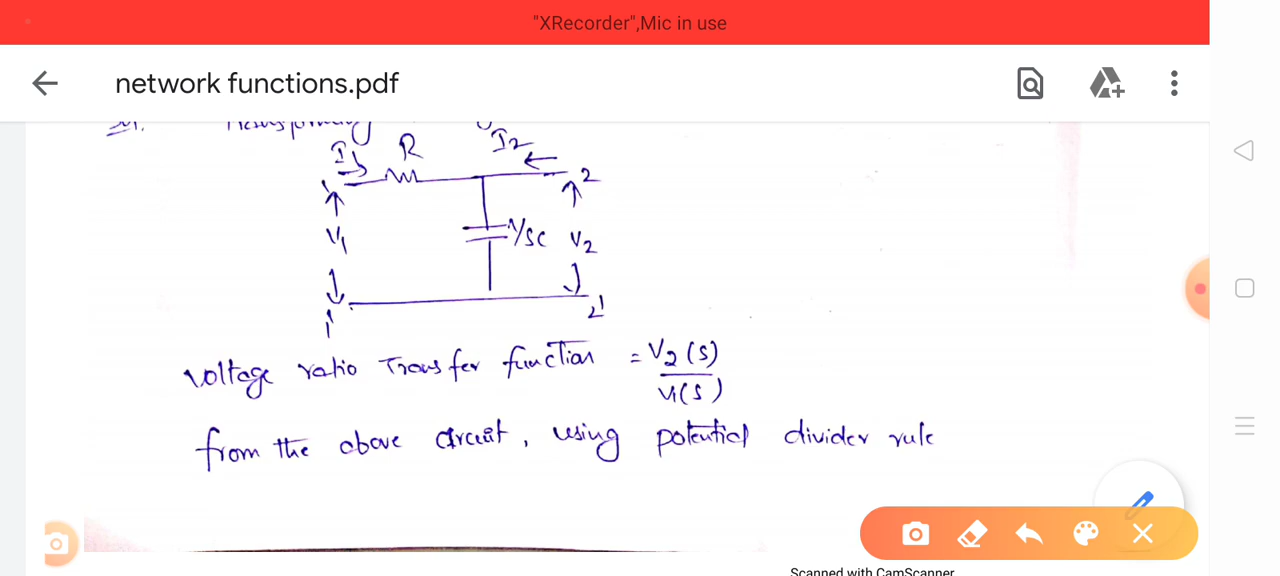 "XRecorder",Mic in use
network functions.pdf
I2
R
2
V1
1/sc V2
2'
1'
voltage ratio Transfer function = V2(s)
V1(s)
from the above circuit, using potential divider rule
Scanned with CamScanner